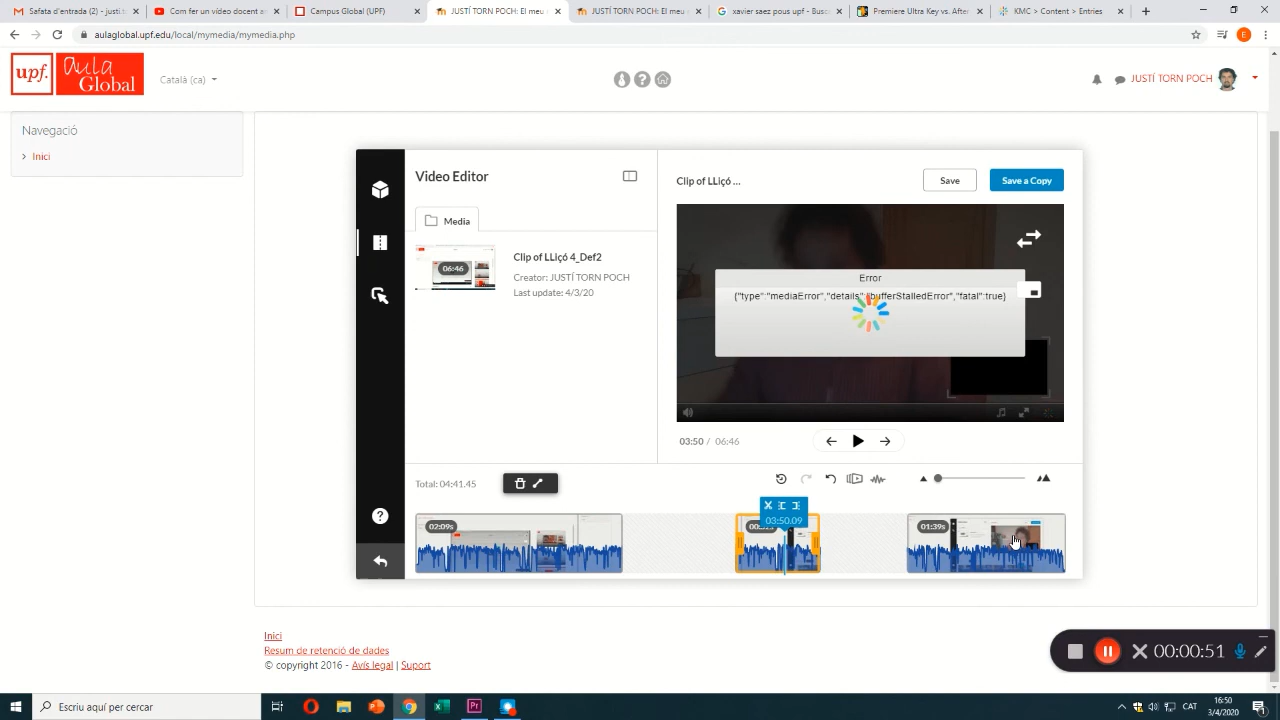 Safata d'entrada (2) - justi.t
Com fer un vídeo docent a
Campus Global (UPF)
JUSTÍ TORN POCH: El meu
JUSTÍ TORN POCH: El meu
xavier saez pous upf - Busc
Premiere Ultra Key vs. After
KMC > Content > Entries
aulaglobal.upf.edu/local/mymedia/mymedia.php
E
upf. Aula Global
Català (ca)
JUSTÍ TORN POCH
Navegació
Inici
Video Editor
Clip of LLiçó ...
Save
Save a Copy
Media
06:46
Clip of LLiçó 4_Def2
Creator: JUSTÍ TORN POCH
Last update: 4/3/20
Error
{"type":"mediaError","details":"bufferStalledError","fatal":true}
03:50 / 06:46
Total: 04:41.45
03:50.09
02:09s
01:39s
Inici
Resum de retenció de dades
© copyright 2016 - Avís legal | Suport
00:00:51
Escriu aquí per cercar
CAT
16:50
3/4/2020